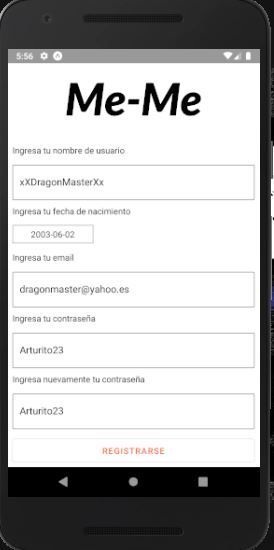 5:56
Me-Me
Ingresa tu nombre de usuario
xXDragonMasterXx
Ingresa tu fecha de nacimiento
2003-06-02
Ingresa tu email
dragonmaster@yahoo.es
Ingresa tu contraseña
Arturito23
Ingresa nuevamente tu contraseña
Arturito23
REGISTRARSE